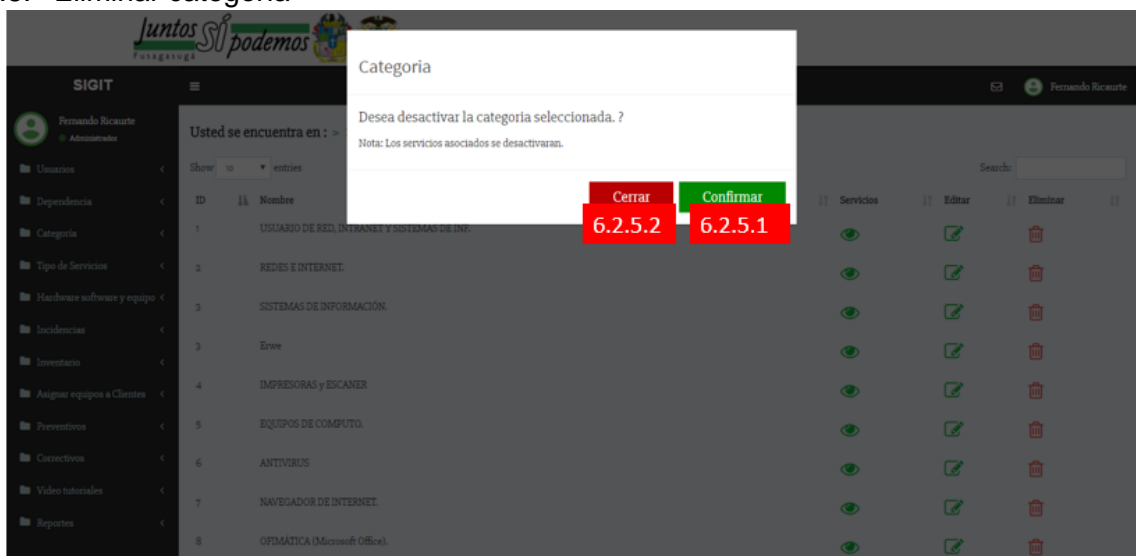 Eliminar categoría
Juntos SÍ podemos
Fusagasugá
Categoria
Desea desactivar la categoria seleccionada. ?
Nota: Los servicios asociados se desactivaran.
Cerrar
Confirmar
6.2.5.2
6.2.5.1
SIGIT
Fernando Ricaurte
Fernando Ricaurte
Administrador
Usted se encuentra en : >
Show 10 entries
Search:
Usuarios
Dependencia
Categoría
Tipo de Servicios
Hardware software y equipo
Incidencias
Inventario
Asignar equipos a Clientes
Preventivos
Correctivos
Video tutoriales
Reportes
ID Nombre Servicios Editar Eliminar
1 USUARIO DE RED, INTRANET Y SISTEMAS DE INF.
2 REDES E INTERNET.
3 SISTEMAS DE INFORMACIÓN.
3 Erwe
4 IMPRESORAS y ESCANER
5 EQUIPOS DE COMPUTO.
6 ANTIVIRUS
7 NAVEGADOR DE INTERNET.
8 OFIMÁTICA (Microsoft Office).